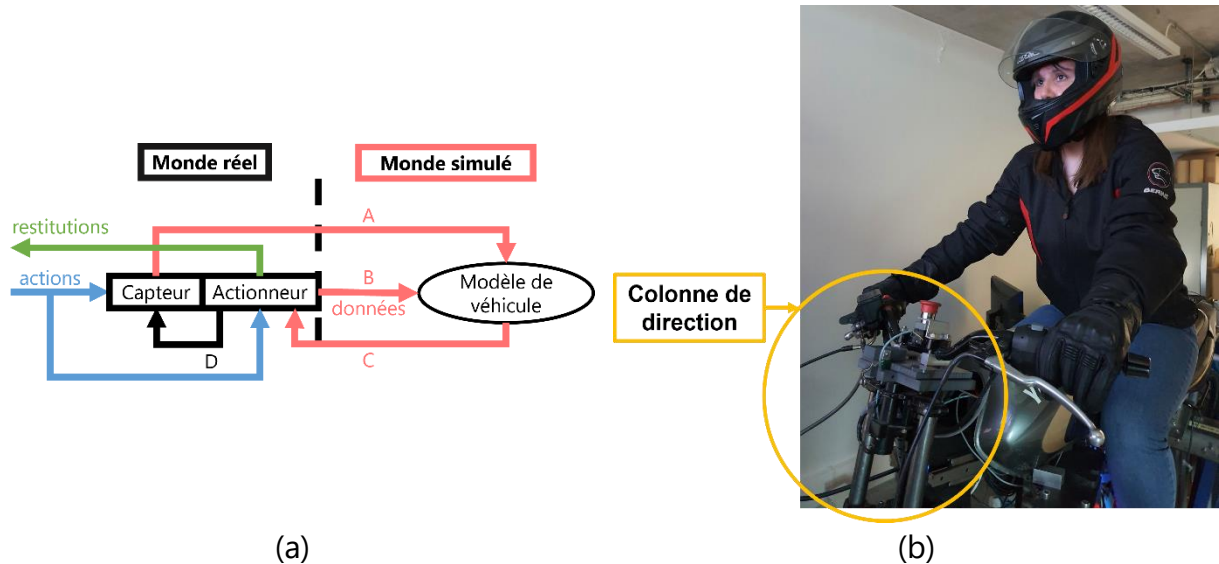 Monde réel
Monde simulé
A
restitutions
actions
Capteur
Actionneur
B
données
Modèle de
véhicule
D
C
Colonne de
direction
(a)
(b)